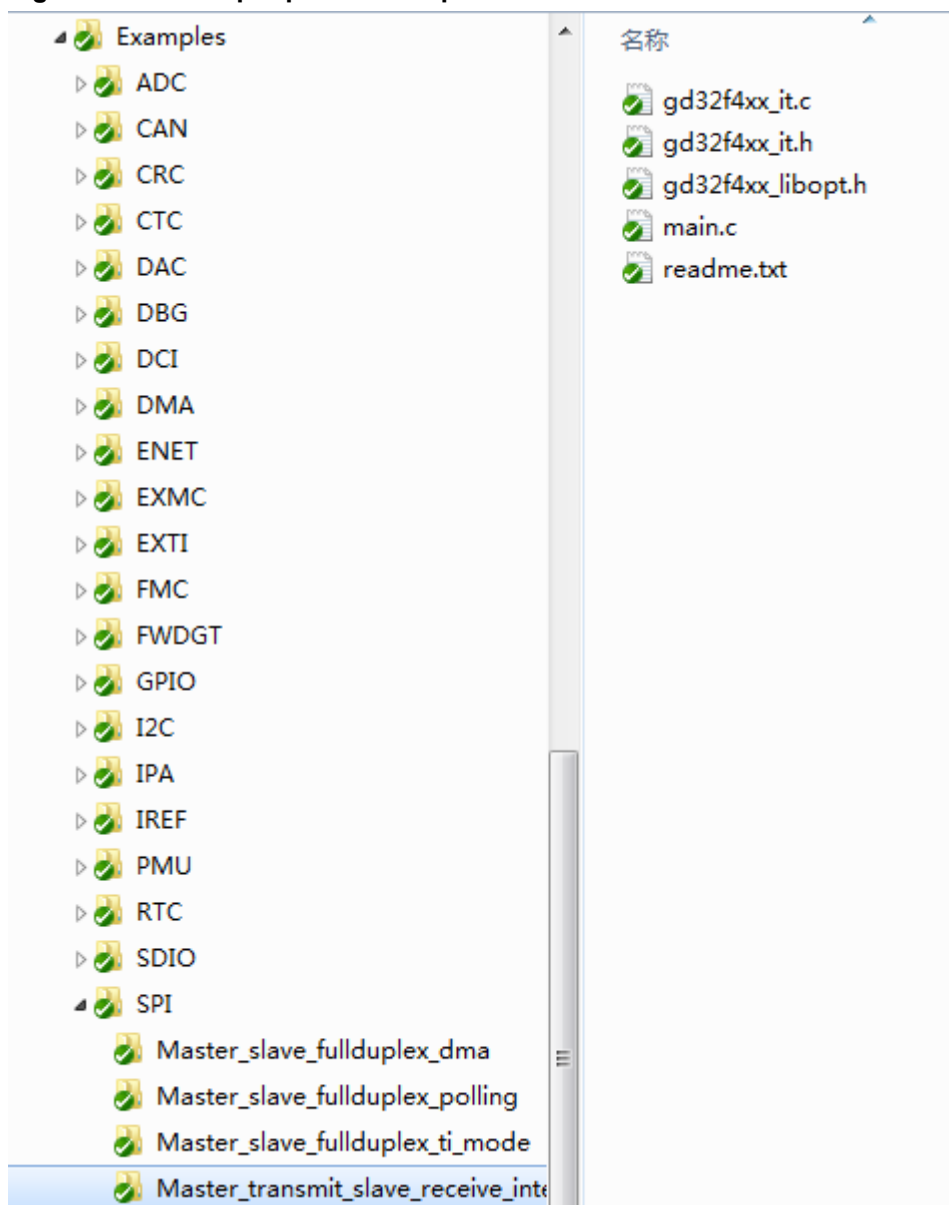 Examples
ADC
CAN
CRC
CTC
DAC
DBG
DCI
DMA
ENET
EXMC
EXTI
FMC
FWDGT
GPIO
I2C
IPA
IREF
PMU
RTC
SDIO
SPI
Master_slave_fullduplex_dma
Master_slave_fullduplex_polling
Master_slave_fullduplex_ti_mode
Master_transmit_slave_receive_inte
名称
gd32f4xx_it.c
gd32f4xx_it.h
gd32f4xx_libopt.h
main.c
readme.txt